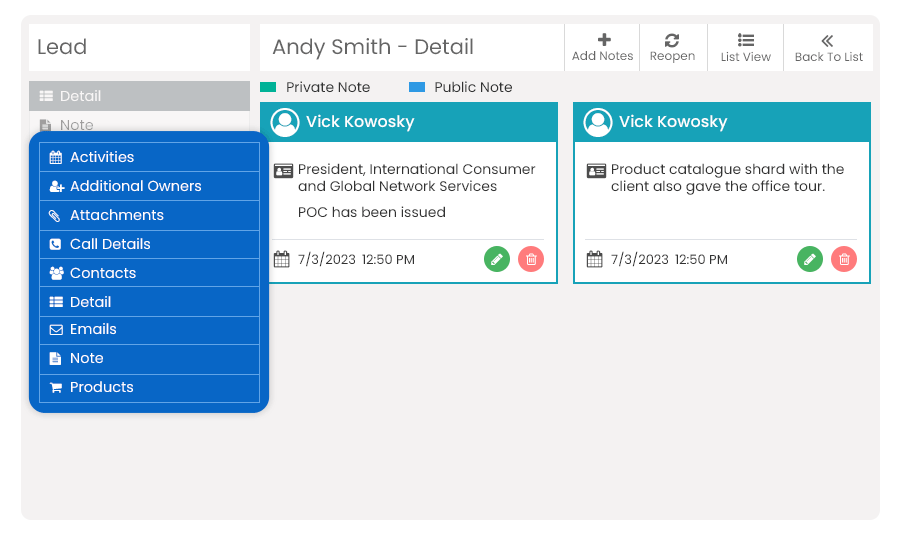 Lead
Andy Smith - Detail
Add Notes
Reopen
List View
Back To List
Detail
Note
Private Note
Public Note
Activities
Additional Owners
Attachments
Call Details
Contacts
Detail
Emails
Note
Products
Vick Kowosky
President, International Consumer
and Global Network Services
POC has been issued
7/3/2023 12:50 PM
Vick Kowosky
Product catalogue shard with the
client also gave the office tour.
7/3/2023 12:50 PM